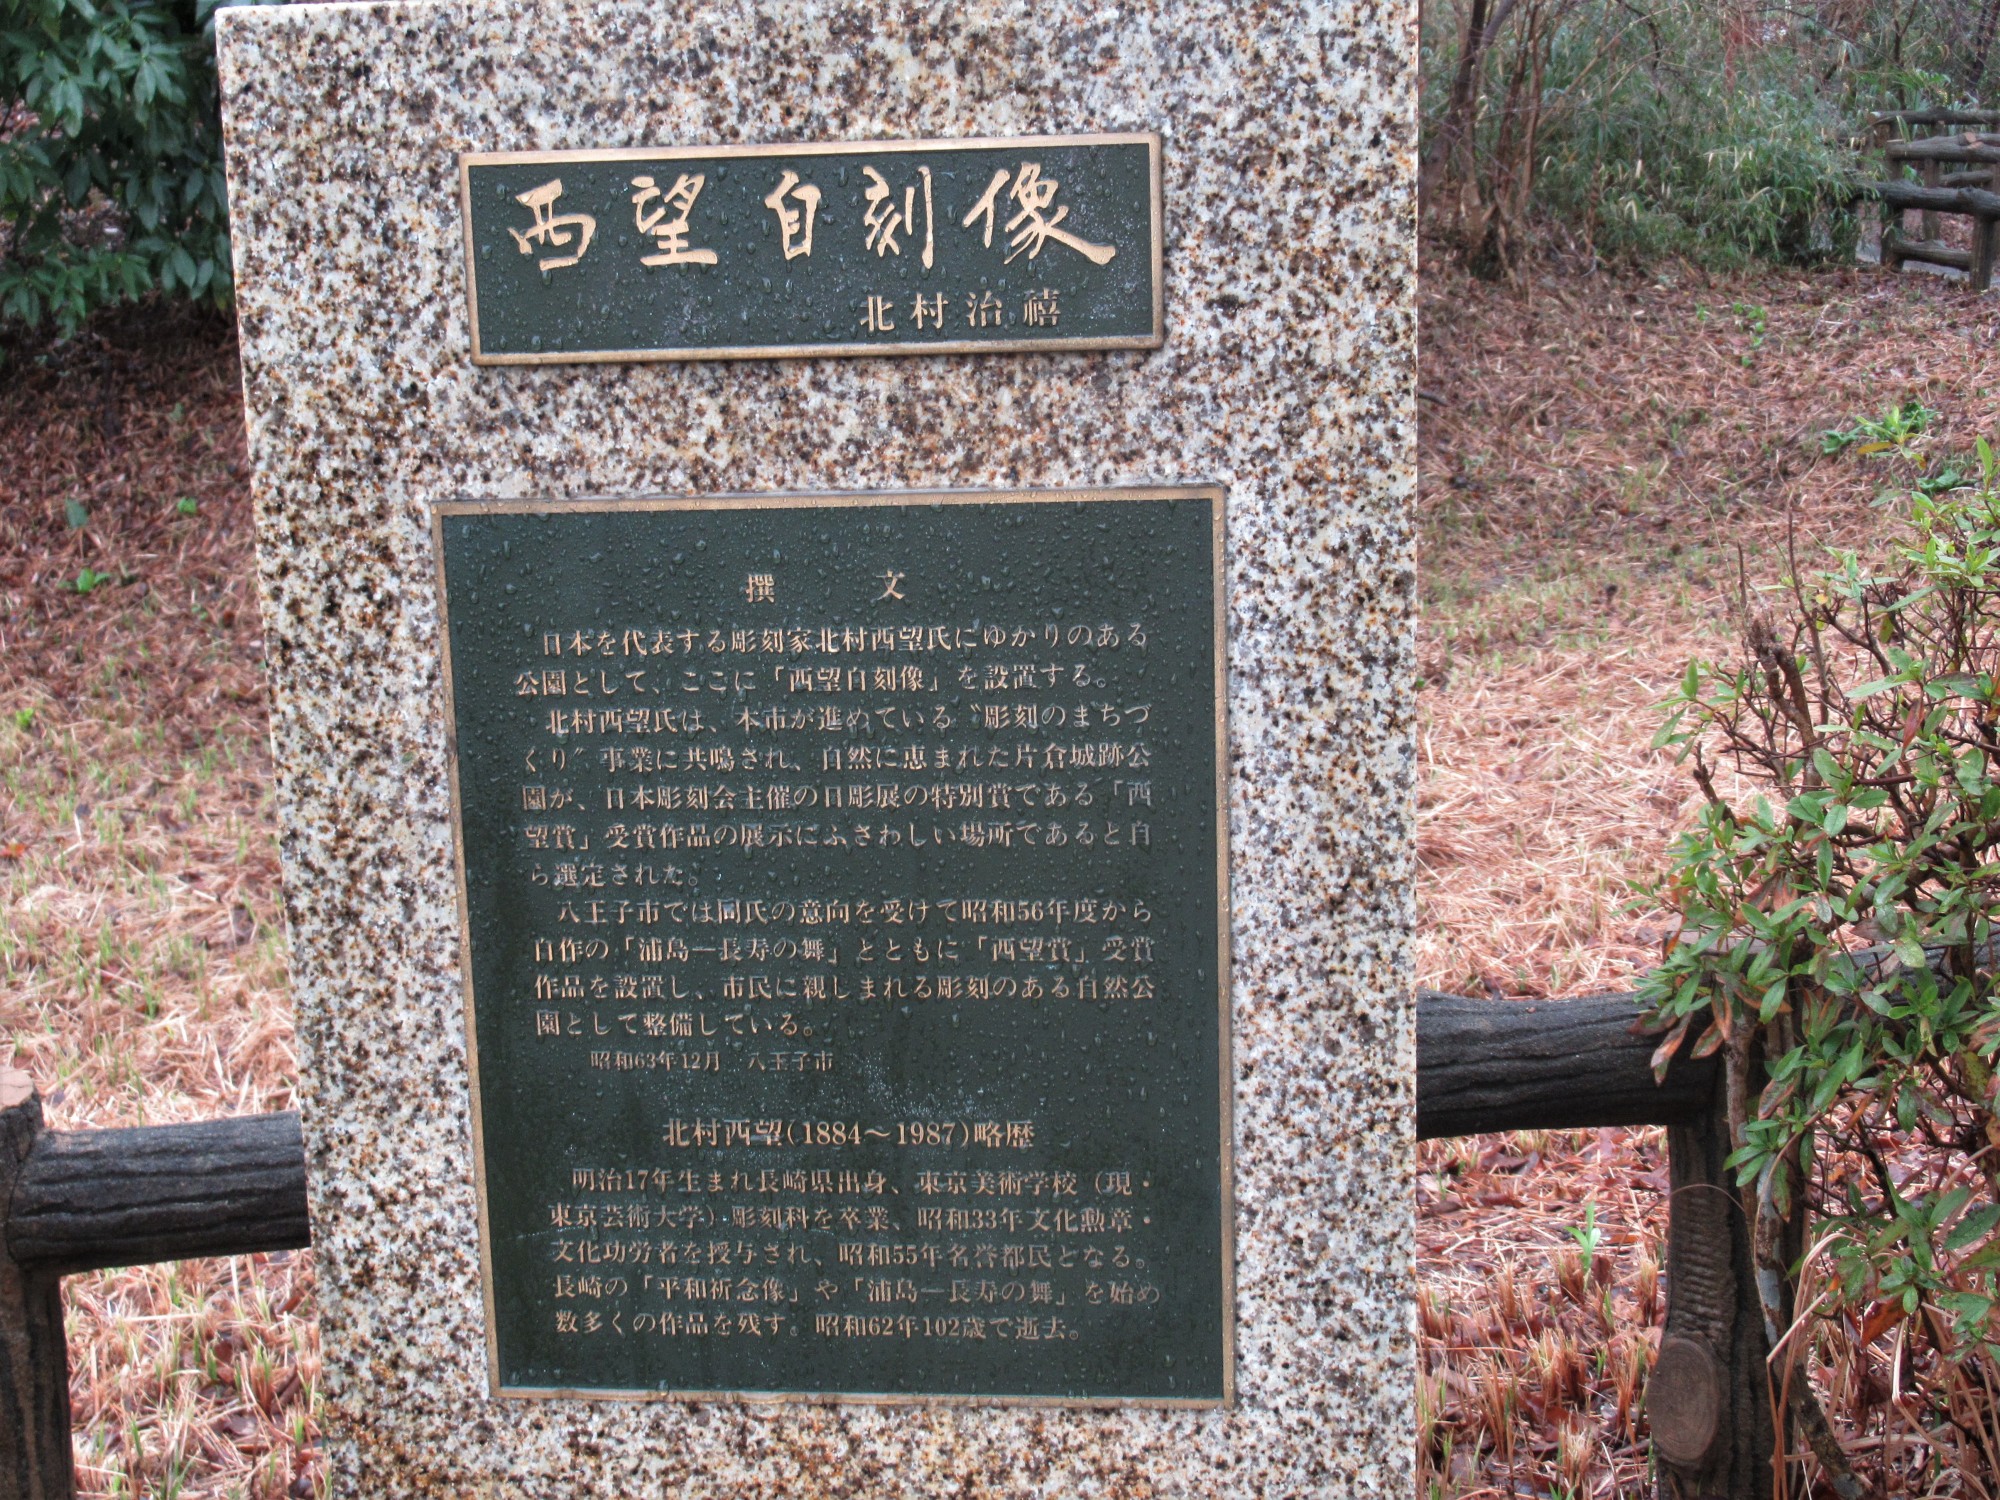 西望自刻像
北村治禧
撰　文
日本を代表する彫刻家北村西望氏にゆかりのある
公園として、ここに「西望自刻像」を設置する。
北村西望氏は、本市が進めている〝彫刻のまちづ
くり〞事業に共鳴され、自然に恵まれた片倉城跡公
園が、日本彫刻会主催の日彫展の特別賞である「西
望賞」受賞作品の展示にふさわしい場所であると自
ら選定された。
八王子市では同氏の意向を受けて昭和56年度から
自作の「浦島―長寿の舞」とともに「西望賞」受賞
作品を設置し、市民に親しまれる彫刻のある自然公
園として整備している。
昭和63年12月　八王子市
北村西望(1884～1987)略歴
明治17年生まれ長崎県出身、東京美術学校（現・
東京芸術大学）彫刻科を卒業、昭和33年文化勲章・
文化功労者を授与され、昭和55年名誉都民となる。
長崎の「平和祈念像」や「浦島―長寿の舞」を始め
数多くの作品を残す。昭和62年102歳で逝去。